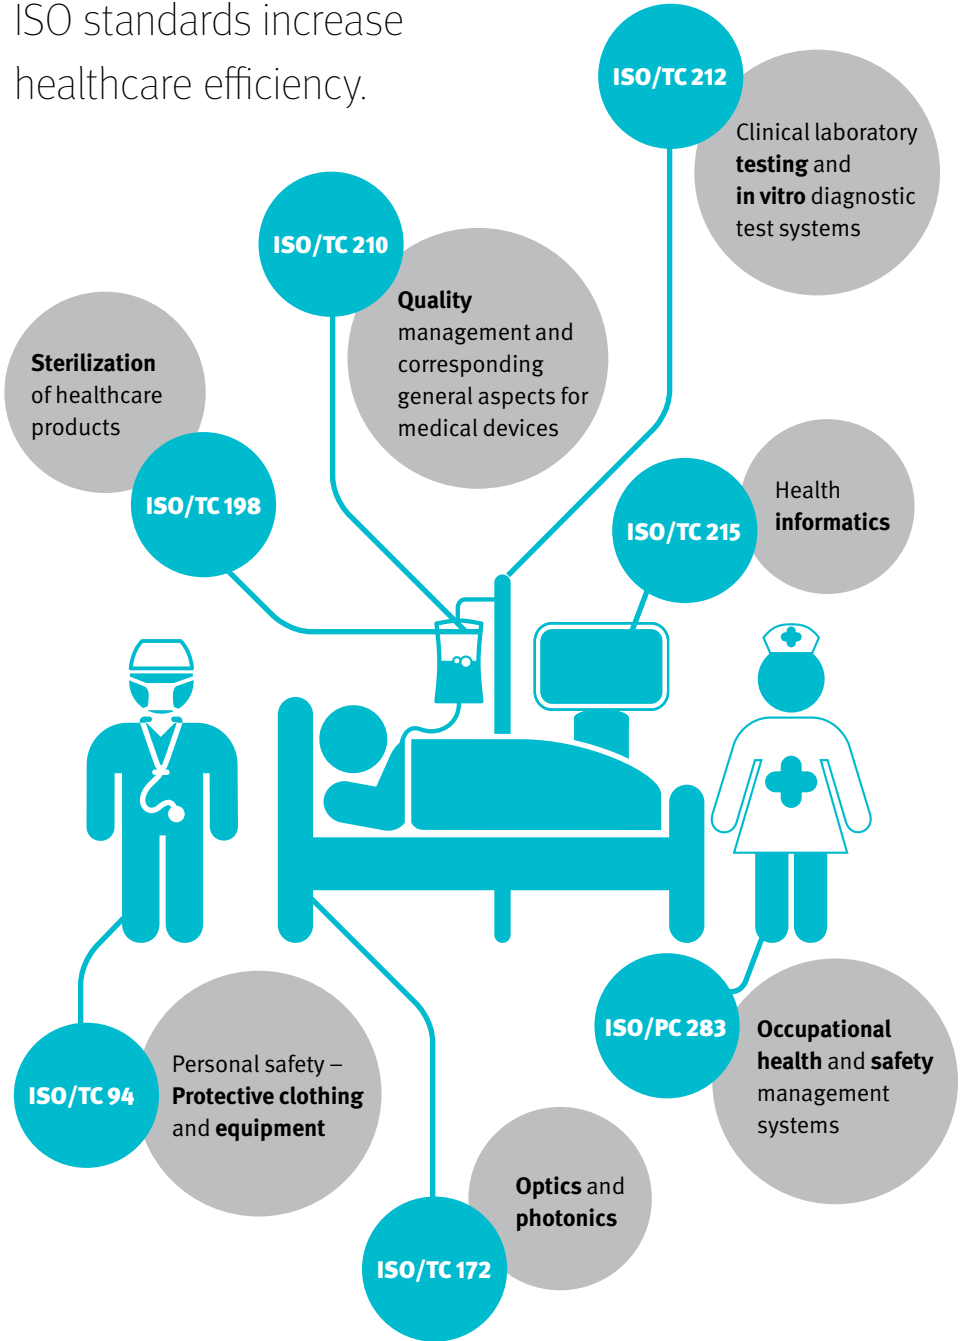 ISO standards increase
healthcare efficiency.
ISO/TC 212
Clinical laboratory
testing and
in vitro diagnostic
test systems
ISO/TC 210
Quality
management and
corresponding
general aspects for
medical devices
Sterilization
of healthcare
products
ISO/TC 198
ISO/TC 215
Health
informatics
ISO/TC 94
Personal safety –
Protective clothing
and equipment
ISO/PC 283
Occupational
health and safety
management
systems
Optics and
photonics
ISO/TC 172